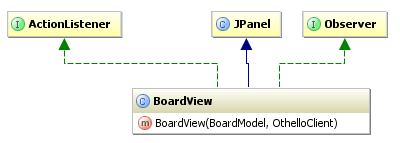 I ActionListener
C JPanel
I Observer
C BoardView
m BoardView(BoardModel, OthelloClient)